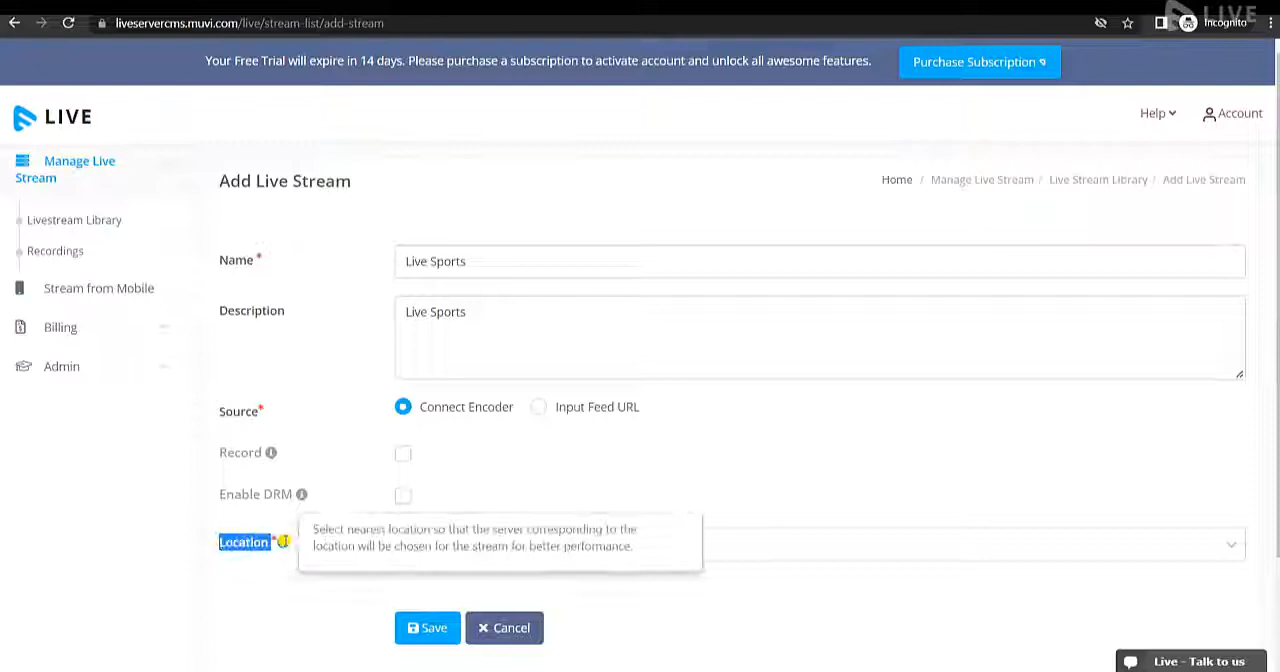 liveservercms.muvi.com/live/stream-list/add-stream
LIVE
Incognito
Your Free Trial will expire in 14 days. Please purchase a subscription to activate account and unlock all awesome features.
Purchase Subscription
LIVE
Help
Account
Manage Live
Stream
Livestream Library
Recordings
Stream from Mobile
Billing
Admin
Add Live Stream
Home / Manage Live Stream / Live Stream Library / Add Live Stream
Name *
Live Sports
Description
Live Sports
Source*
Connect Encoder
Input Feed URL
Record
Enable DRM
Location *
Select nearest location so that the server corresponding to the
location will be chosen for the stream for better performance.
Save
Cancel
Live - Talk to us